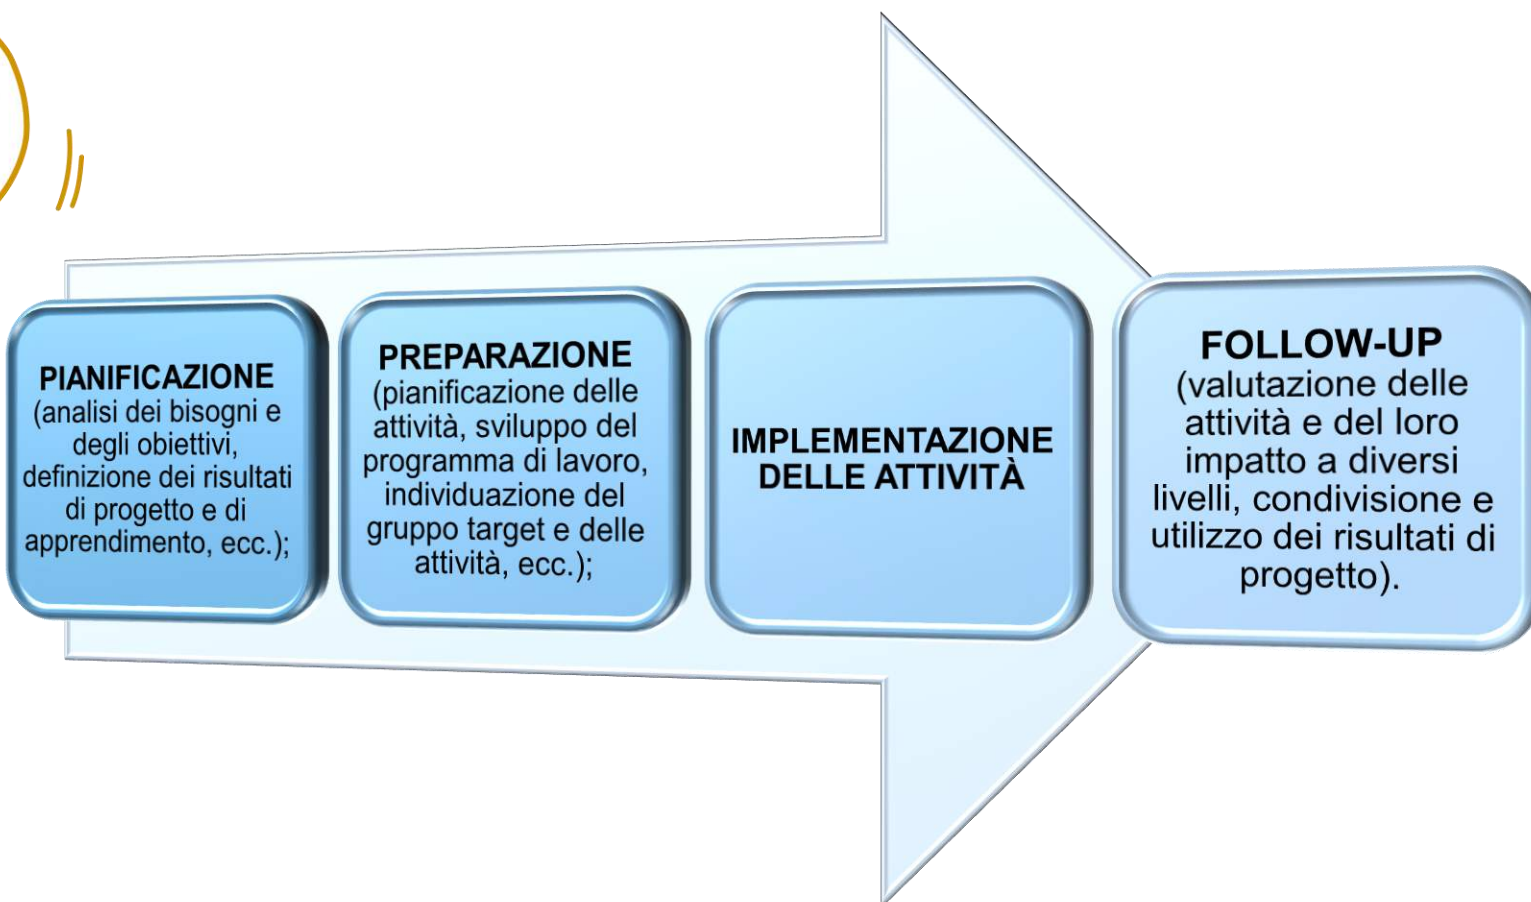 PIANIFICAZIONE
(analisi dei bisogni e
degli obiettivi,
definizione dei risultati
di progetto e di
apprendimento, ecc.);
PREPARAZIONE
(pianificazione delle
attività, sviluppo del
programma di lavoro,
individuazione del
gruppo target e delle
attività, ecc.);
IMPLEMENTAZIONE
DELLE ATTIVITÀ
FOLLOW-UP
(valutazione delle
attività e del loro
impatto a diversi
livelli, condivisione e
utilizzo dei risultati di
progetto).